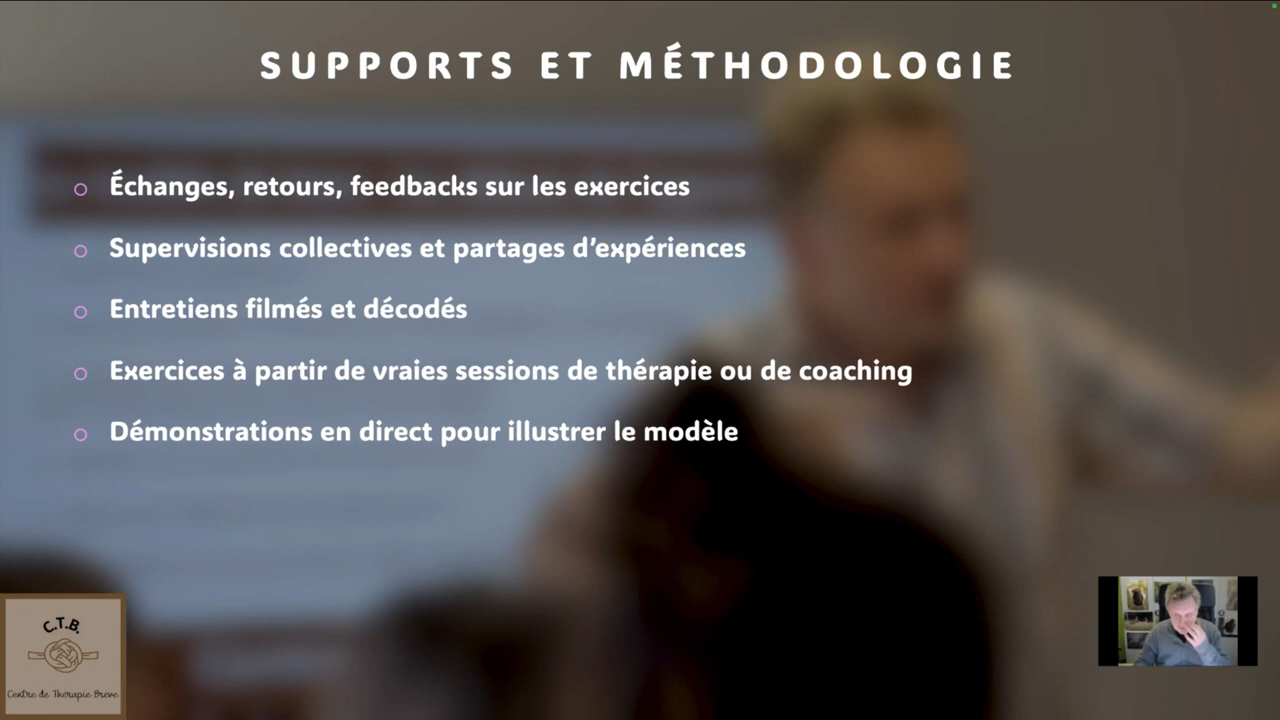 SUPPORTS ET MÉTHODOLOGIE
Échanges, retours, feedbacks sur les exercices
Supervisions collectives et partages d’expériences
Entretiens filmés et décodés
Exercices à partir de vraies sessions de thérapie ou de coaching
Démonstrations en direct pour illustrer le modèle
C.T.B.
Centre de Thérapie Brève